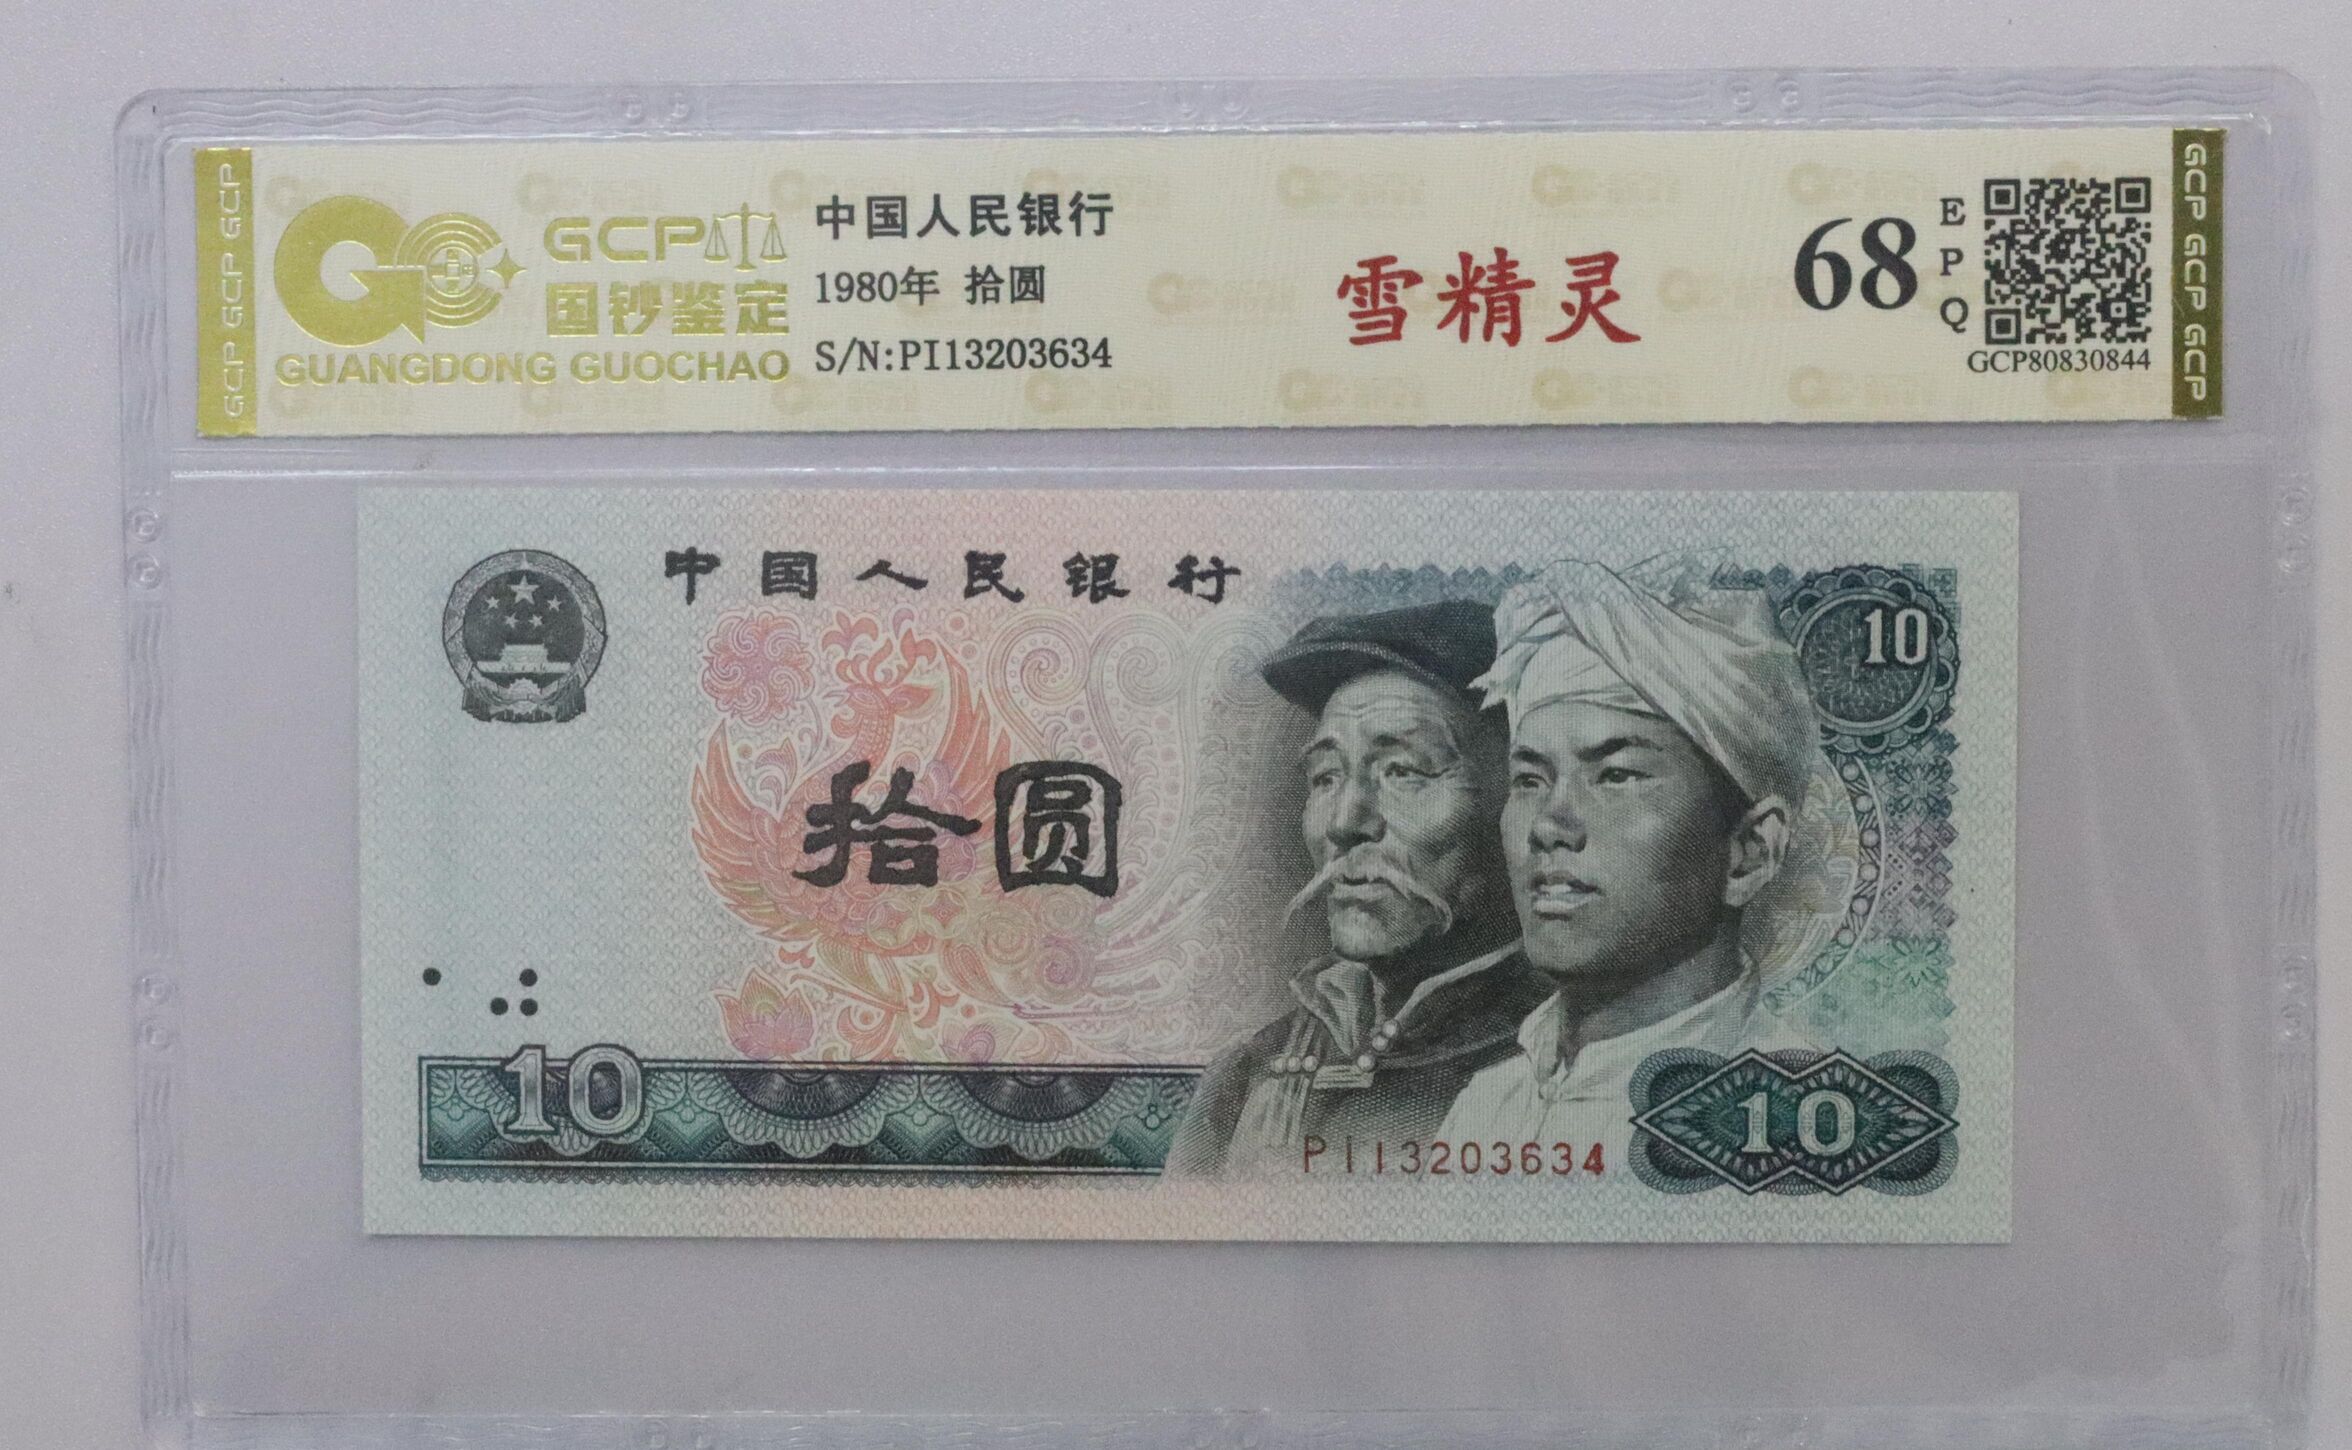 GCP GCP GCP
GCP
国钞鉴定
GUANGDONG GUOCHAO
中国人民银行
1980年 拾圆
S/N:PI13203634
雪精灵
68
EPQ
GCP80830844
GCP GCP GCP
中国人民银行
10
拾圆
10
10
PI13203634